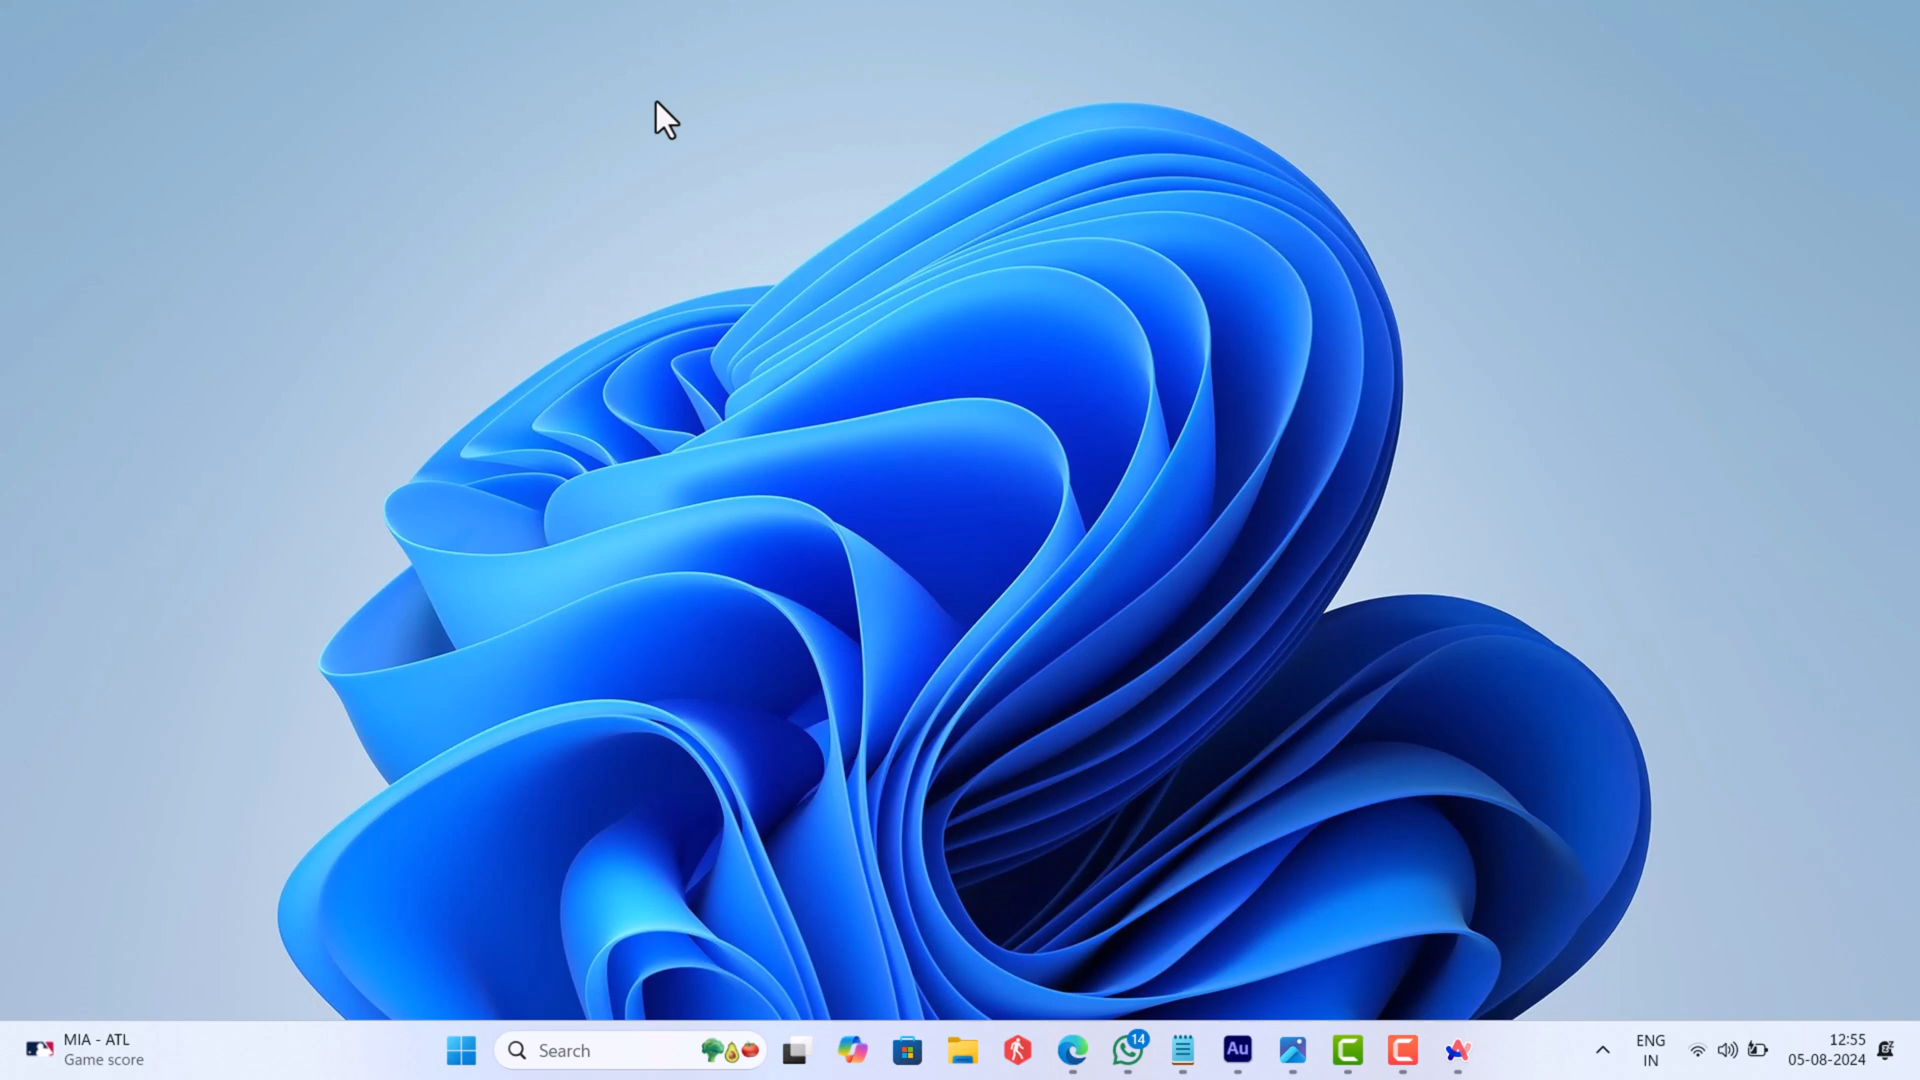 MIA - ATL
Game score
Search
14
Au
ENG
IN
12:55
05-08-2024